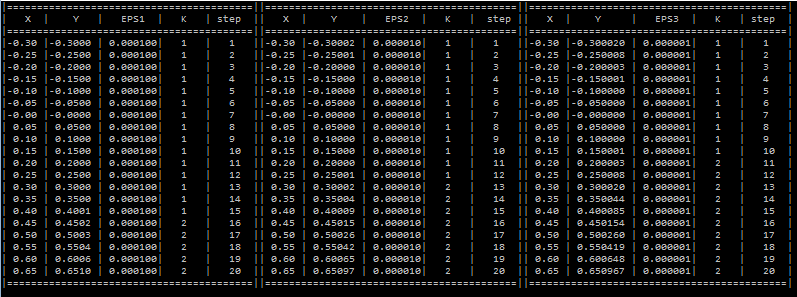 | X | Y | EPS1 | K | step || X | Y | EPS2 | K | step || X | Y | EPS3 | K | step |
|-0.30 |-0.3000 | 0.000100| 1 | 1 ||-0.30 |-0.30002 | 0.000010| 1 | 1 ||-0.30 |-0.300020 | 0.000001| 1 | 1 |
|-0.25 |-0.2500 | 0.000100| 1 | 2 ||-0.25 |-0.25001 | 0.000010| 1 | 2 ||-0.25 |-0.250008 | 0.000001| 1 | 2 |
|-0.20 |-0.2000 | 0.000100| 1 | 3 ||-0.20 |-0.20000 | 0.000010| 1 | 3 ||-0.20 |-0.200003 | 0.000001| 1 | 3 |
|-0.15 |-0.1500 | 0.000100| 1 | 4 ||-0.15 |-0.15000 | 0.000010| 1 | 4 ||-0.15 |-0.150001 | 0.000001| 1 | 4 |
|-0.10 |-0.1000 | 0.000100| 1 | 5 ||-0.10 |-0.10000 | 0.000010| 1 | 5 ||-0.10 |-0.100000 | 0.000001| 1 | 5 |
|-0.05 |-0.0500 | 0.000100| 1 | 6 ||-0.05 |-0.05000 | 0.000010| 1 | 6 ||-0.05 |-0.050000 | 0.000001| 1 | 6 |
|-0.00 |-0.0000 | 0.000100| 1 | 7 ||-0.00 |-0.00000 | 0.000010| 1 | 7 ||-0.00 |-0.000000 | 0.000001| 1 | 7 |
| 0.05 | 0.0500 | 0.000100| 1 | 8 || 0.05 | 0.05000 | 0.000010| 1 | 8 || 0.05 | 0.050000 | 0.000001| 1 | 8 |
| 0.10 | 0.1000 | 0.000100| 1 | 9 || 0.10 | 0.10000 | 0.000010| 1 | 9 || 0.10 | 0.100000 | 0.000001| 1 | 9 |
| 0.15 | 0.1500 | 0.000100| 1 | 10 || 0.15 | 0.15000 | 0.000010| 1 | 10 || 0.15 | 0.150001 | 0.000001| 1 | 10 |
| 0.20 | 0.2000 | 0.000100| 1 | 11 || 0.20 | 0.20000 | 0.000010| 1 | 11 || 0.20 | 0.200003 | 0.000001| 2 | 11 |
| 0.25 | 0.2500 | 0.000100| 1 | 12 || 0.25 | 0.25001 | 0.000010| 1 | 12 || 0.25 | 0.250008 | 0.000001| 2 | 12 |
| 0.30 | 0.3000 | 0.000100| 1 | 13 || 0.30 | 0.30002 | 0.000010| 2 | 13 || 0.30 | 0.300020 | 0.000001| 2 | 13 |
| 0.35 | 0.3500 | 0.000100| 1 | 14 || 0.35 | 0.35004 | 0.000010| 2 | 14 || 0.35 | 0.350044 | 0.000001| 2 | 14 |
| 0.40 | 0.4001 | 0.000100| 1 | 15 || 0.40 | 0.40009 | 0.000010| 2 | 15 || 0.40 | 0.400085 | 0.000001| 2 | 15 |
| 0.45 | 0.4502 | 0.000100| 2 | 16 || 0.45 | 0.45015 | 0.000010| 2 | 16 || 0.45 | 0.450154 | 0.000001| 2 | 16 |
| 0.50 | 0.5003 | 0.000100| 2 | 17 || 0.50 | 0.50026 | 0.000010| 2 | 17 || 0.50 | 0.500260 | 0.000001| 2 | 17 |
| 0.55 | 0.5504 | 0.000100| 2 | 18 || 0.55 | 0.55042 | 0.000010| 2 | 18 || 0.55 | 0.550419 | 0.000001| 2 | 18 |
| 0.60 | 0.6006 | 0.000100| 2 | 19 || 0.60 | 0.60065 | 0.000010| 2 | 19 || 0.60 | 0.600648 | 0.000001| 2 | 19 |
| 0.65 | 0.6510 | 0.000100| 2 | 20 || 0.65 | 0.65097 | 0.000010| 2 | 20 || 0.65 | 0.650967 | 0.000001| 2 | 20 |